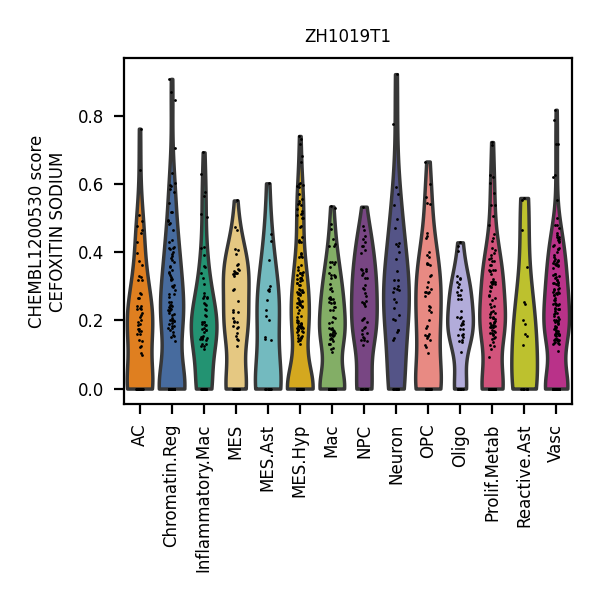 ZH1019T1
CHEMBL1200530 score
CEFOXITIN SODIUM
0.8
0.6
0.4
0.2
0.0
AC
Chromatin.Reg
Inflammatory.Mac
MES
MES.Ast
MES.Hyp
Mac
NPC
Neuron
OPC
Oligo
Prolif.Metab
Reactive.Ast
Vasc